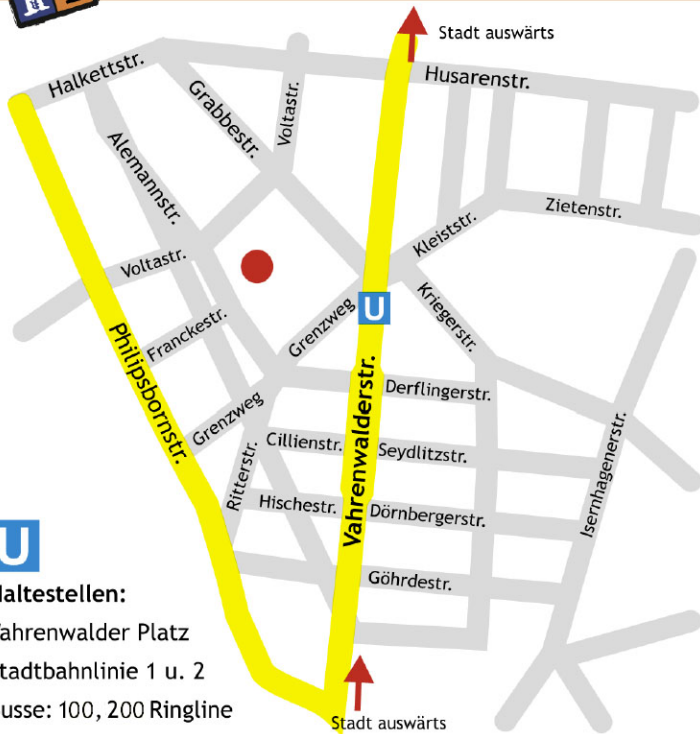 Stadt auswärts
Halkettstr.
Husarenstr.
Grabbestr.
Voltastr.
Alemannstr.
Zietenstr.
Kleiststr.
Voltastr.
Kriegerstr.
Franckestr.
Grenzweg
U
Philipsbornstr.
Derflingerstr.
Grenzweg
Vahrenwalderstr.
Isernhagenerstr.
Cillienstr.
Seydlitzstr.
Ritterstr.
Hischestr.
Dörnbergerstr.
U
Göhrdestr.
altestellen:
ahrenwalder Platz
tadtbahnlinie 1 u. 2
usse: 100, 200 Ringline
Stadt auswärts